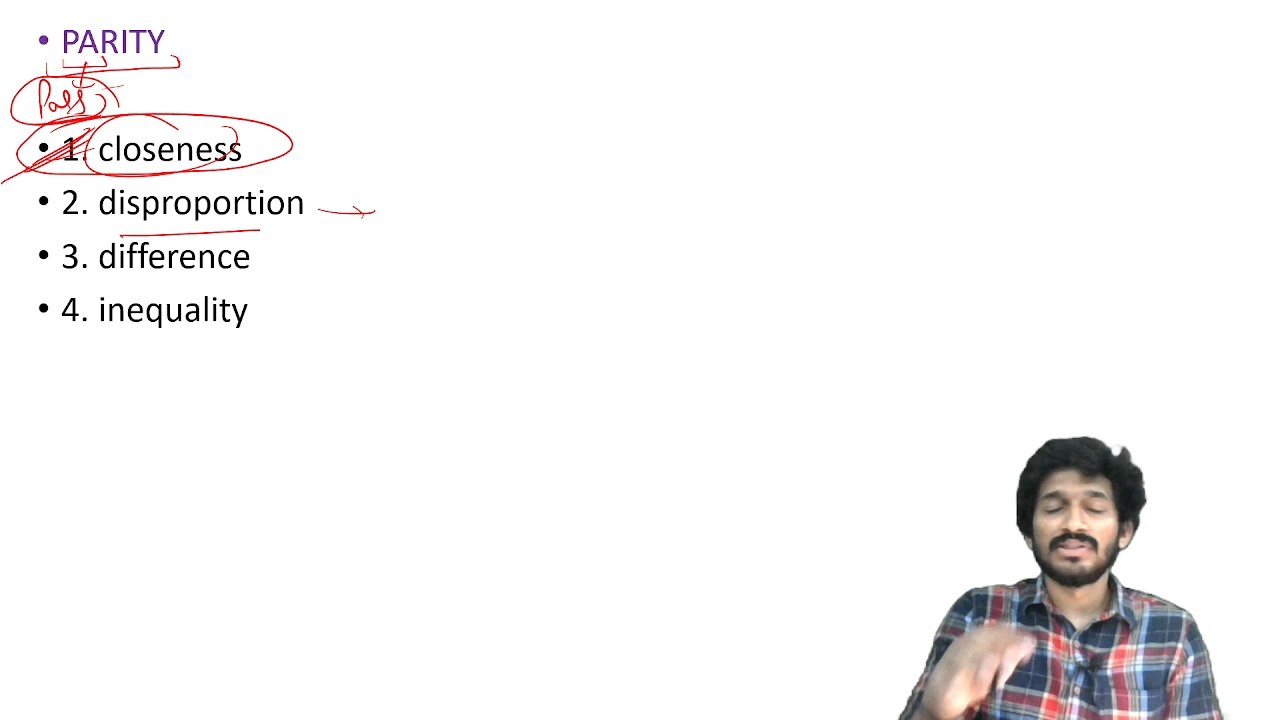 • PARITY
• 1. closeness
• 2. disproportion
• 3. difference
• 4. inequality